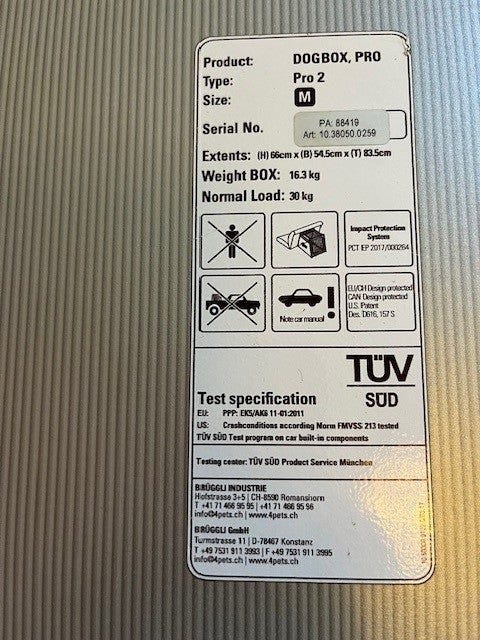 Product: DOGBOX, PRO
Type: Pro 2
Size: M
Serial No.
PA: 88419
Art: 10.38050.0259
Extents: (H) 66cm x (B) 54.5cm x (T) 83.5cm
Weight BOX: 16.3 kg
Normal Load: 30 kg
Impact Protection
System
PCT IEP 2017/000264
Note car manual
EU/CH Design protected
CAN Design protected
U.S. Patent
Des. D616, 157 S
TÜV
SÜD
Test specification
EU: PPP: EK5/AK6 11-01:2011
US: Crashconditions according Norm FMVSS 213 tested
TÜV SÜD Test program on car built-in components
Testing center: TÜV SÜD Product Service München
BRÜGGLI INDUSTRIE
Hofstrasse 3+5 | CH-8590 Romanshorn
T +41 71 466 95 95 | +41 71 466 95 96
info@4pets.ch | www.4pets.ch
BRÜGGLI GmbH
Turmstrasse 11 | D-78467 Konstanz
T +49 7531 911 3993 | F +49 7531 911 3995
info@4pets.ch | www.4pets.ch